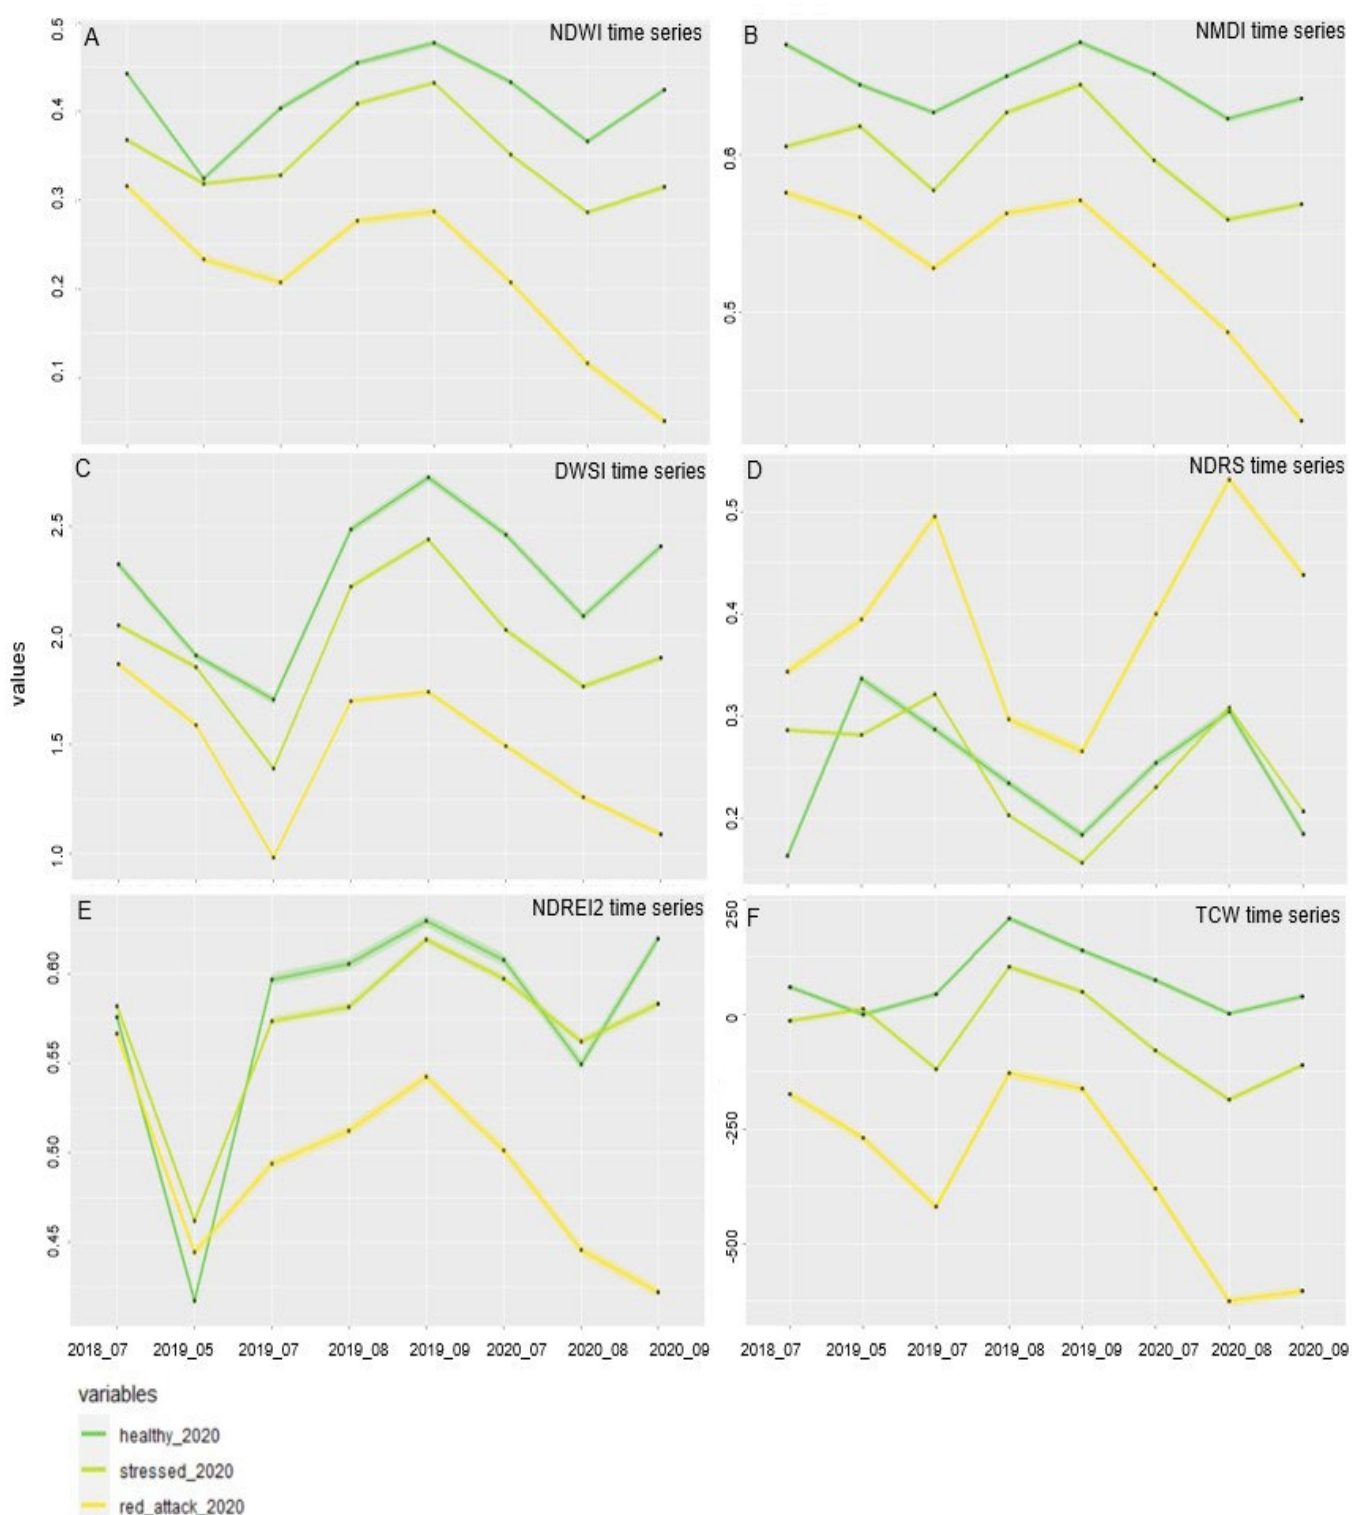 A NDWI time series
0.5
0.4
0.3
0.2
0.1
B NMDI time series
0.6
0.5
values
C DWSI time series
2.5
2.0
1.5
1.0
D NDRS time series
0.5
0.4
0.3
0.2
E NDREI2 time series
0.60
0.55
0.50
0.45
F TCW time series
250
0
-250
-500
2018_07 2019_05 2019_07 2019_08 2019_09 2020_07 2020_08 2020_09
2018_07 2019_05 2019_07 2019_08 2019_09 2020_07 2020_08 2020_09
variables
healthy_2020
stressed_2020
red_attack_2020